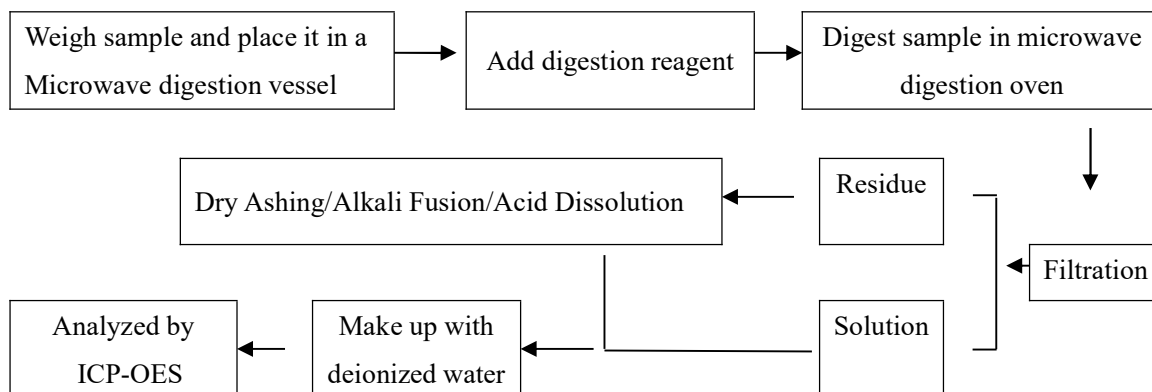 Weigh sample and place it in a
Microwave digestion vessel
Add digestion reagent
Digest sample in microwave
digestion oven
Dry Ashing/Alkali Fusion/Acid Dissolution
Residue
Filtration
Analyzed by
ICP-OES
Make up with
deionized water
Solution